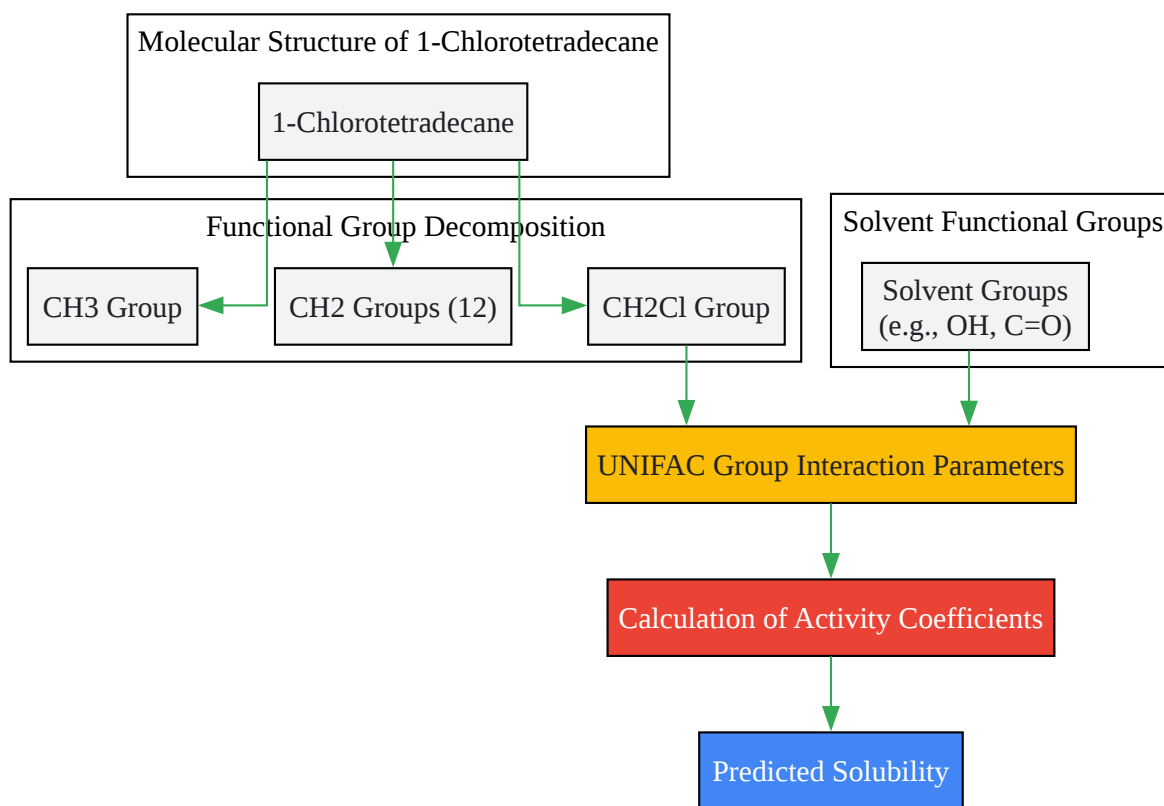 Molecular Structure of 1-Chlorotetradecane
1-Chlorotetradecane
Functional Group Decomposition
CH3 Group
CH2 Groups (12)
CH2Cl Group
Solvent Functional Groups
Solvent Groups
(e.g., OH, C=O)
UNIFAC Group Interaction Parameters
Calculation of Activity Coefficients
Predicted Solubility